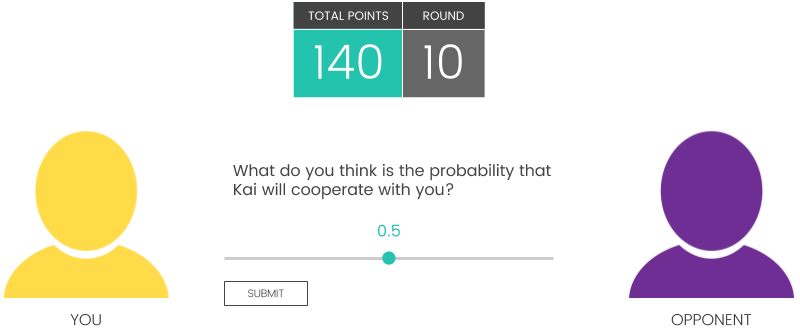 TOTAL POINTS
ROUND
140
10
What do you think is the probability that
Kai will cooperate with you?
0.5
SUBMIT
YOU
OPPONENT